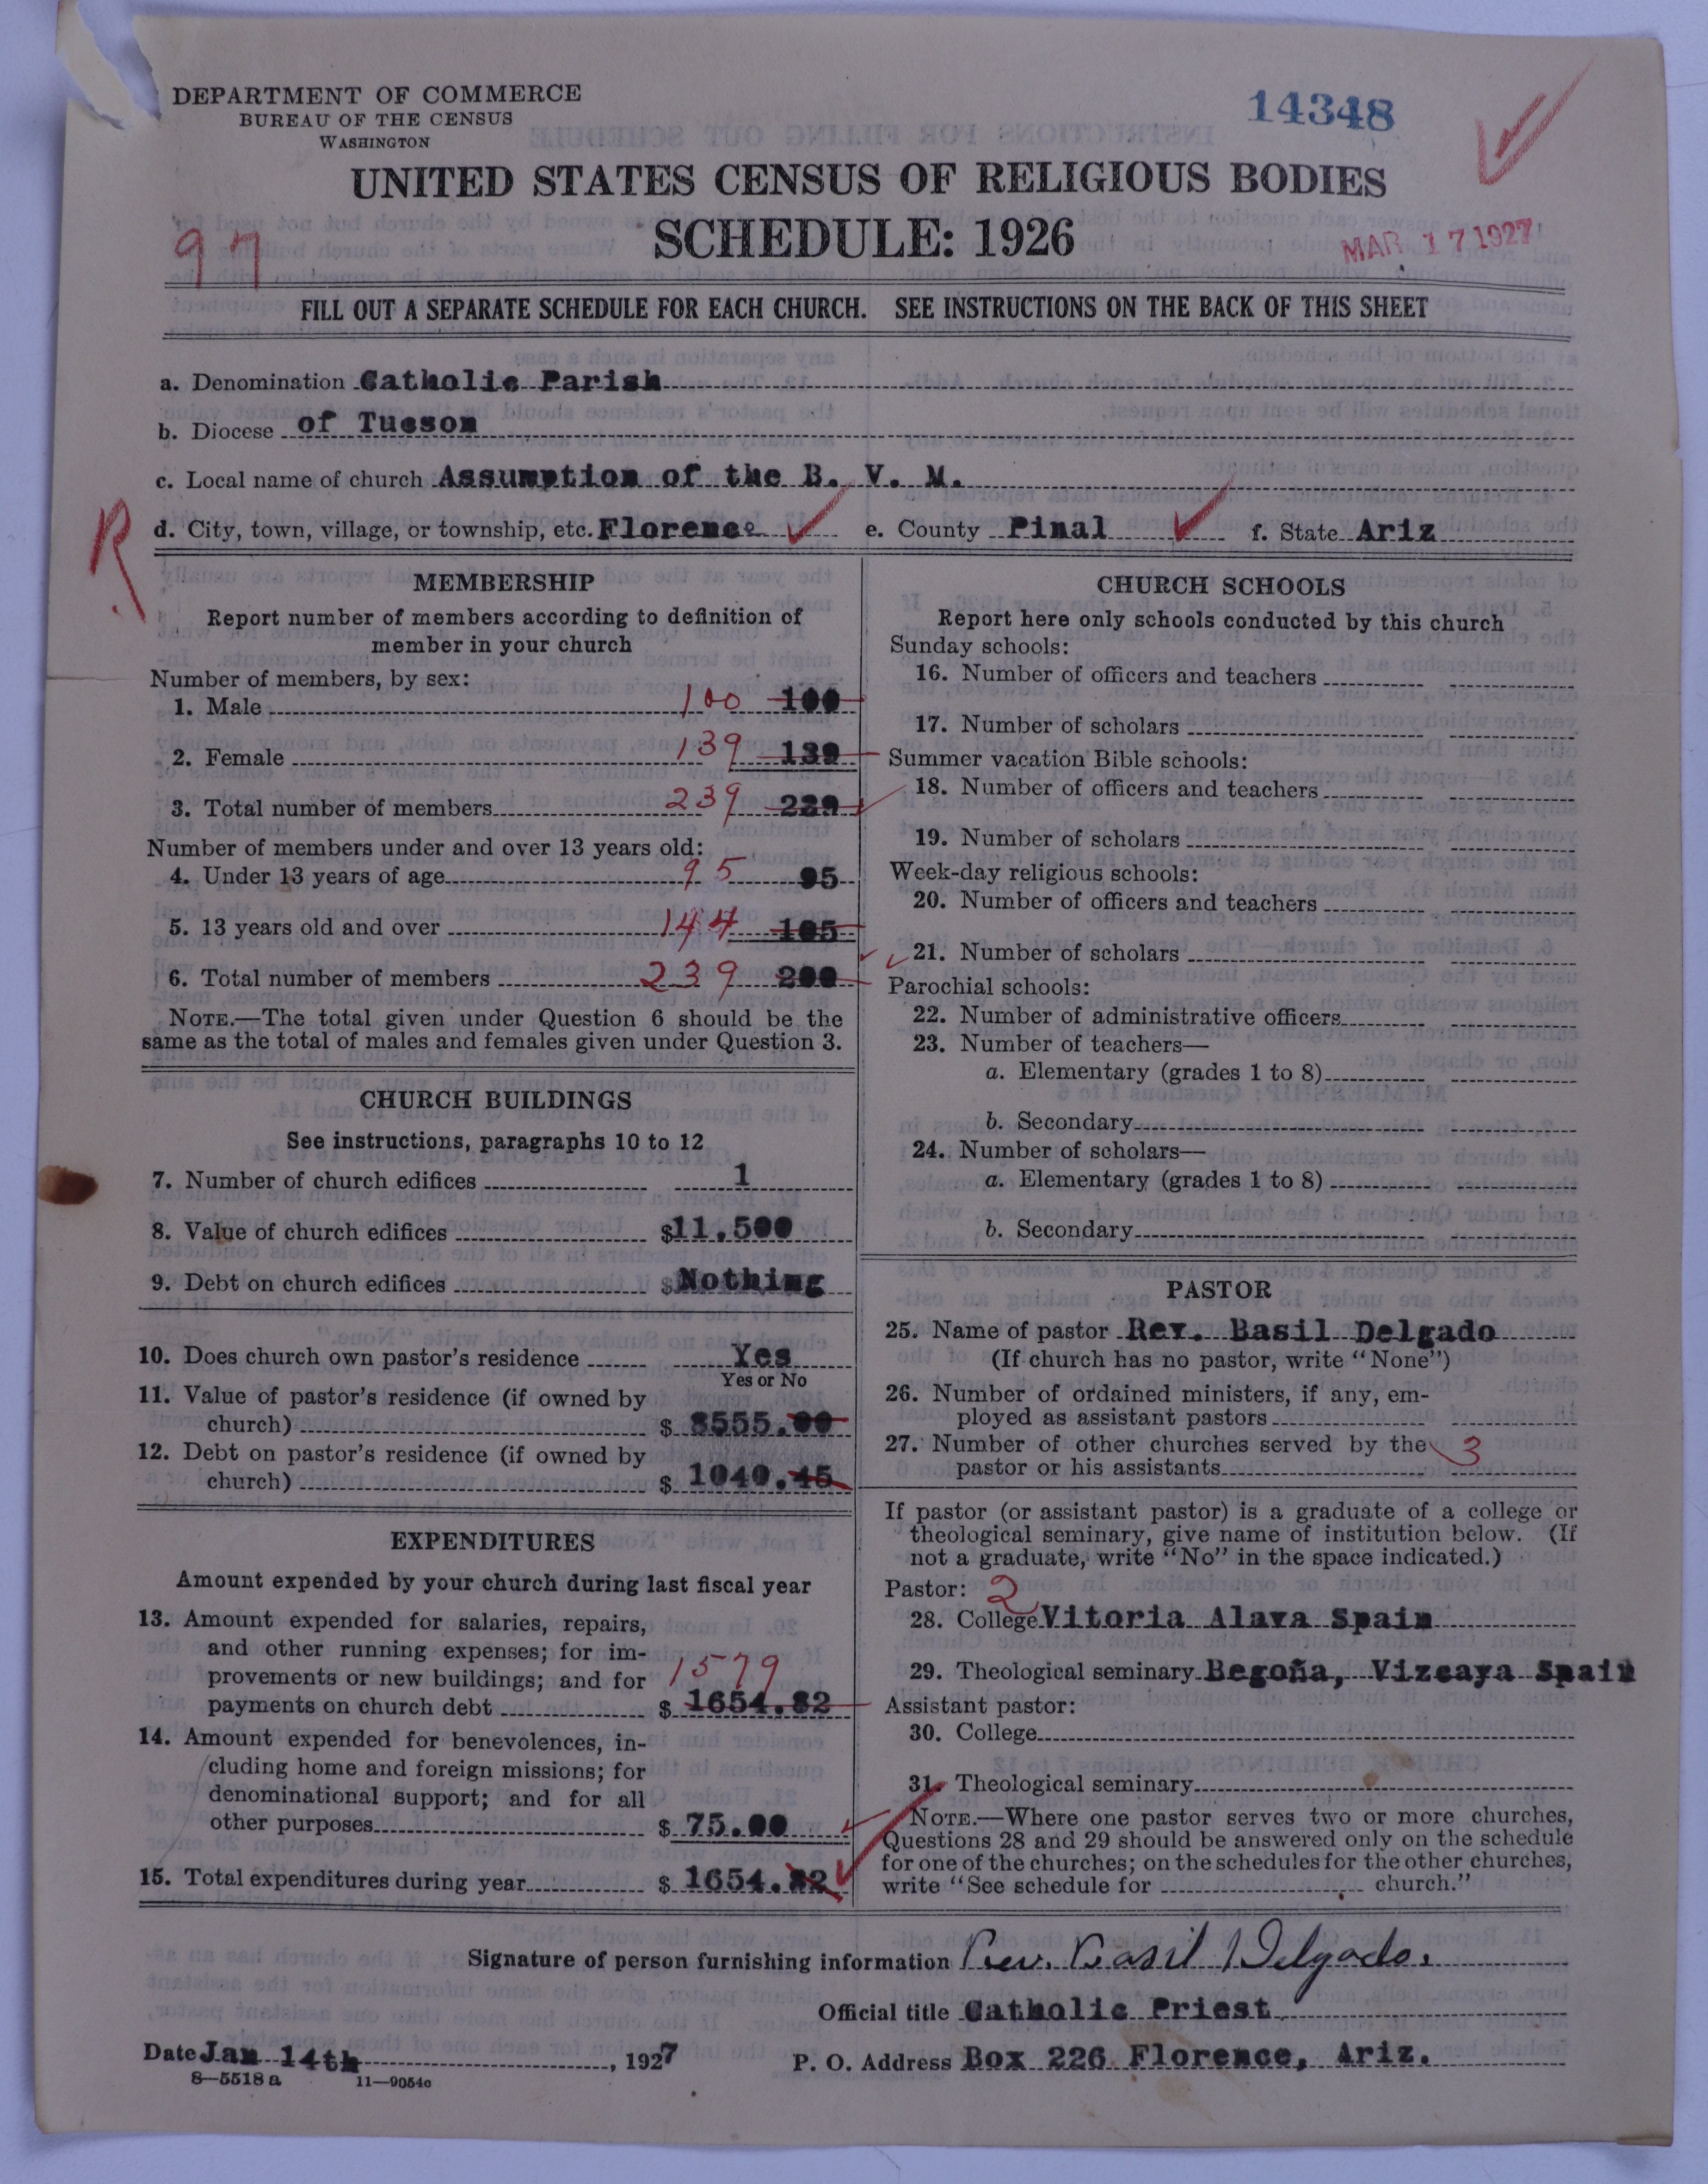 DEPARTMENT OF COMMERCE
BUREAU OF THE CENSUS
WASHINGTON
14348
UNITED STATES CENSUS OF RELIGIOUS BODIES
SCHEDULE: 1926
97
MAR 17 1927
FILL OUT A SEPARATE SCHEDULE FOR EACH CHURCH. SEE INSTRUCTIONS ON THE BACK OF THIS SHEET
a. Denomination Catholic Parish
b. Diocese of Tucson
c. Local name of church Assumption of the B. V. M.
R
d. City, town, village, or township, etc. Florence e. County Pinal f. State Ariz
MEMBERSHIP
Report number of members according to definition of
member in your church
Number of members, by sex:
1. Male 100 100
2. Female 139 139
3. Total number of members 239 239
Number of members under and over 13 years old:
4. Under 13 years of age 95 95
5. 13 years old and over 144 105
6. Total number of members 239 200
NOTE.—The total given under Question 6 should be the
same as the total of males and females given under Question 3.
CHURCH BUILDINGS
See instructions, paragraphs 10 to 12
7. Number of church edifices 1
8. Value of church edifices $11.500
9. Debt on church edifices $Nothing
10. Does church own pastor's residence Yes
Yes or No
11. Value of pastor's residence (if owned by
church) $ 8555.00
12. Debt on pastor's residence (if owned by
church) $ 1040.45
EXPENDITURES
Amount expended by your church during last fiscal year
13. Amount expended for salaries, repairs,
and other running expenses; for im-
provements or new buildings; and for 1579
payments on church debt $ 1654.82
14. Amount expended for benevolences, in-
cluding home and foreign missions; for
denominational support; and for all
other purposes $ 75.00
15. Total expenditures during year $ 1654.82
CHURCH SCHOOLS
Report here only schools conducted by this church
Sunday schools:
16. Number of officers and teachers
17. Number of scholars
Summer vacation Bible schools:
18. Number of officers and teachers
19. Number of scholars
Week-day religious schools:
20. Number of officers and teachers
21. Number of scholars
Parochial schools:
22. Number of administrative officers
23. Number of teachers—
a. Elementary (grades 1 to 8)
b. Secondary
24. Number of scholars—
a. Elementary (grades 1 to 8)
b. Secondary
PASTOR
25. Name of pastor Rev. Basil Delgado
(If church has no pastor, write "None")
26. Number of ordained ministers, if any, em-
ployed as assistant pastors
27. Number of other churches served by the 3
pastor or his assistants
If pastor (or assistant pastor) is a graduate of a college or
theological seminary, give name of institution below. (If
not a graduate, write "No" in the space indicated.)
Pastor: 2
28. College Vitoria Alava Spain
29. Theological seminary Begoña, Vizcaya Spain
Assistant pastor:
30. College
31. Theological seminary
NOTE.—Where one pastor serves two or more churches,
Questions 28 and 29 should be answered only on the schedule
for one of the churches; on the schedules for the other churches,
write "See schedule for church."
Signature of person furnishing information Rev. Basil Delgado.
Official title Catholic Priest
Date Jan 14th, 1927 P. O. Address Box 226 Florence, Ariz.
8—5518 a 11—9054c